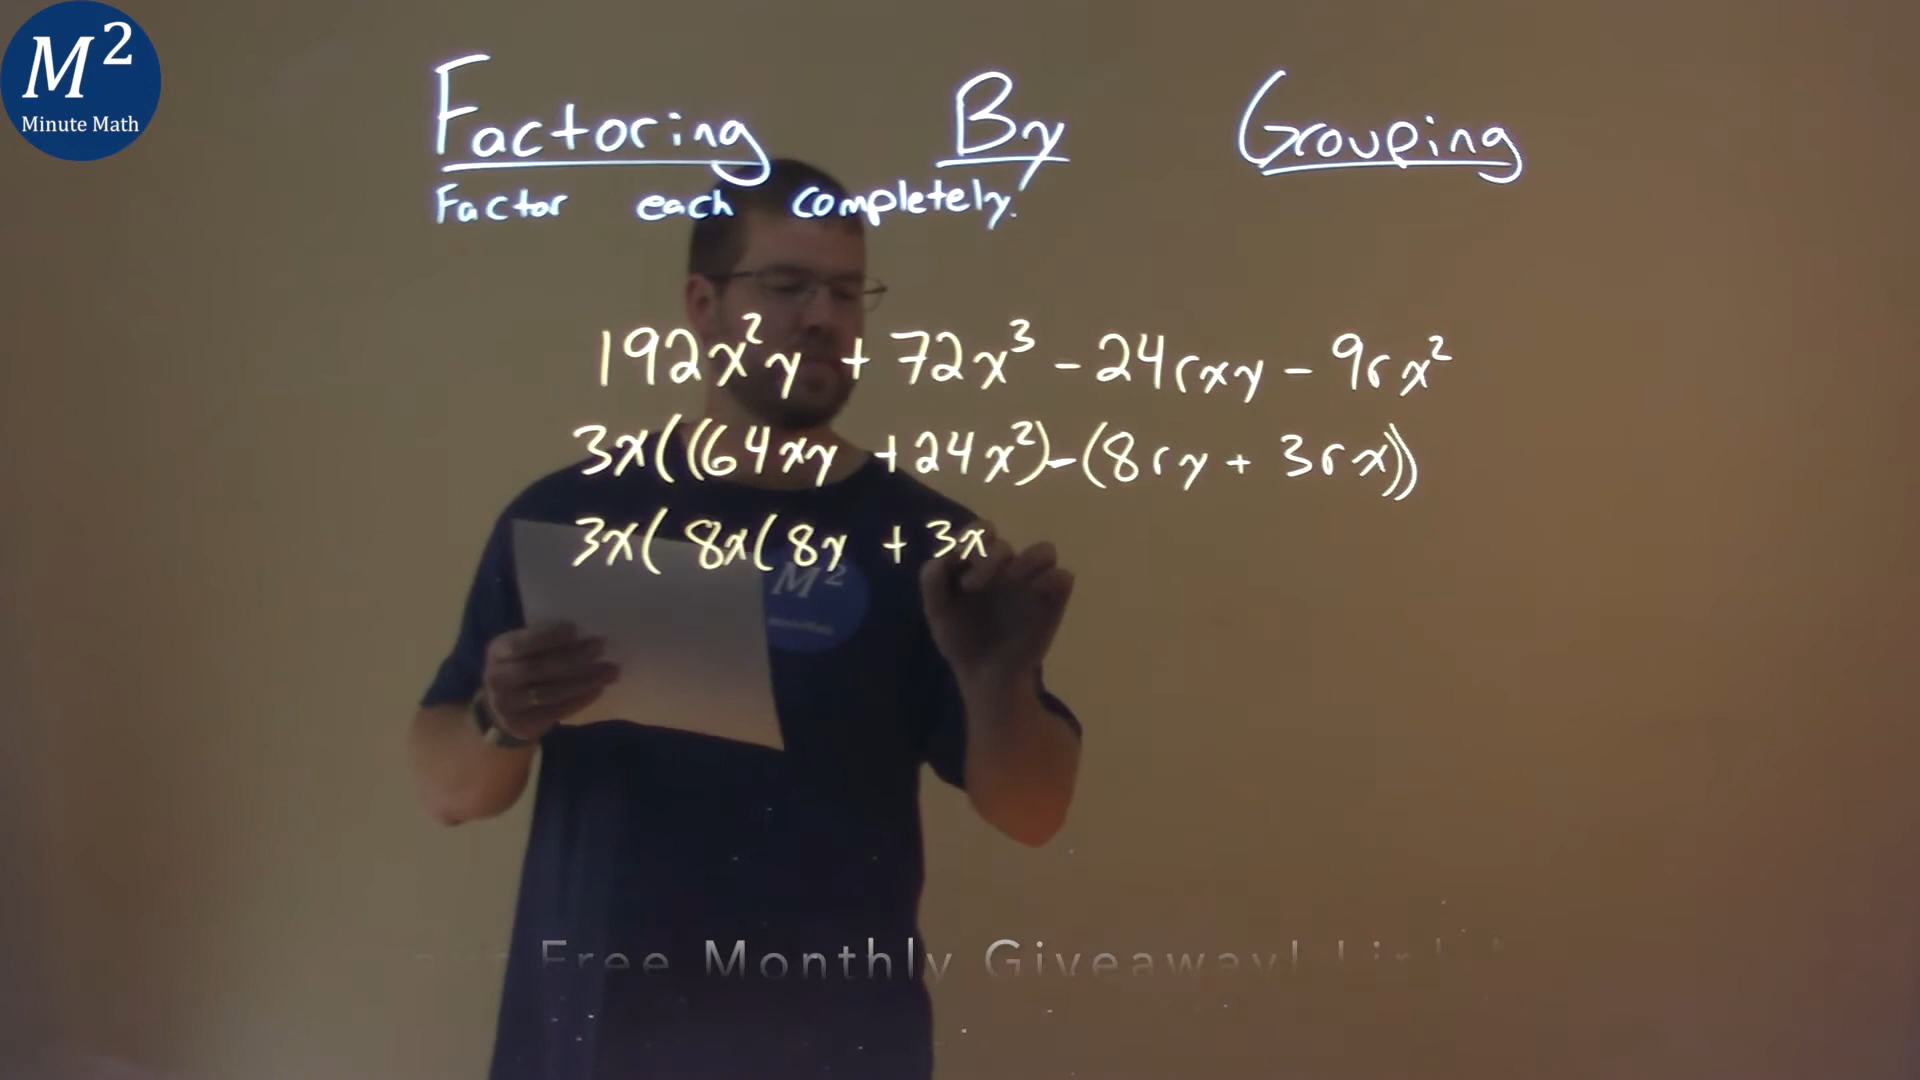 M²
Minute Math
Factoring By Grouping
Factor each completely.
192x²y + 72x³ - 24rxy - 9rx²
3x((64xy + 24x²) - (8ry + 3rx))
3x( 8x( 8y + 3x
M²
Free Monthly Giveaway!